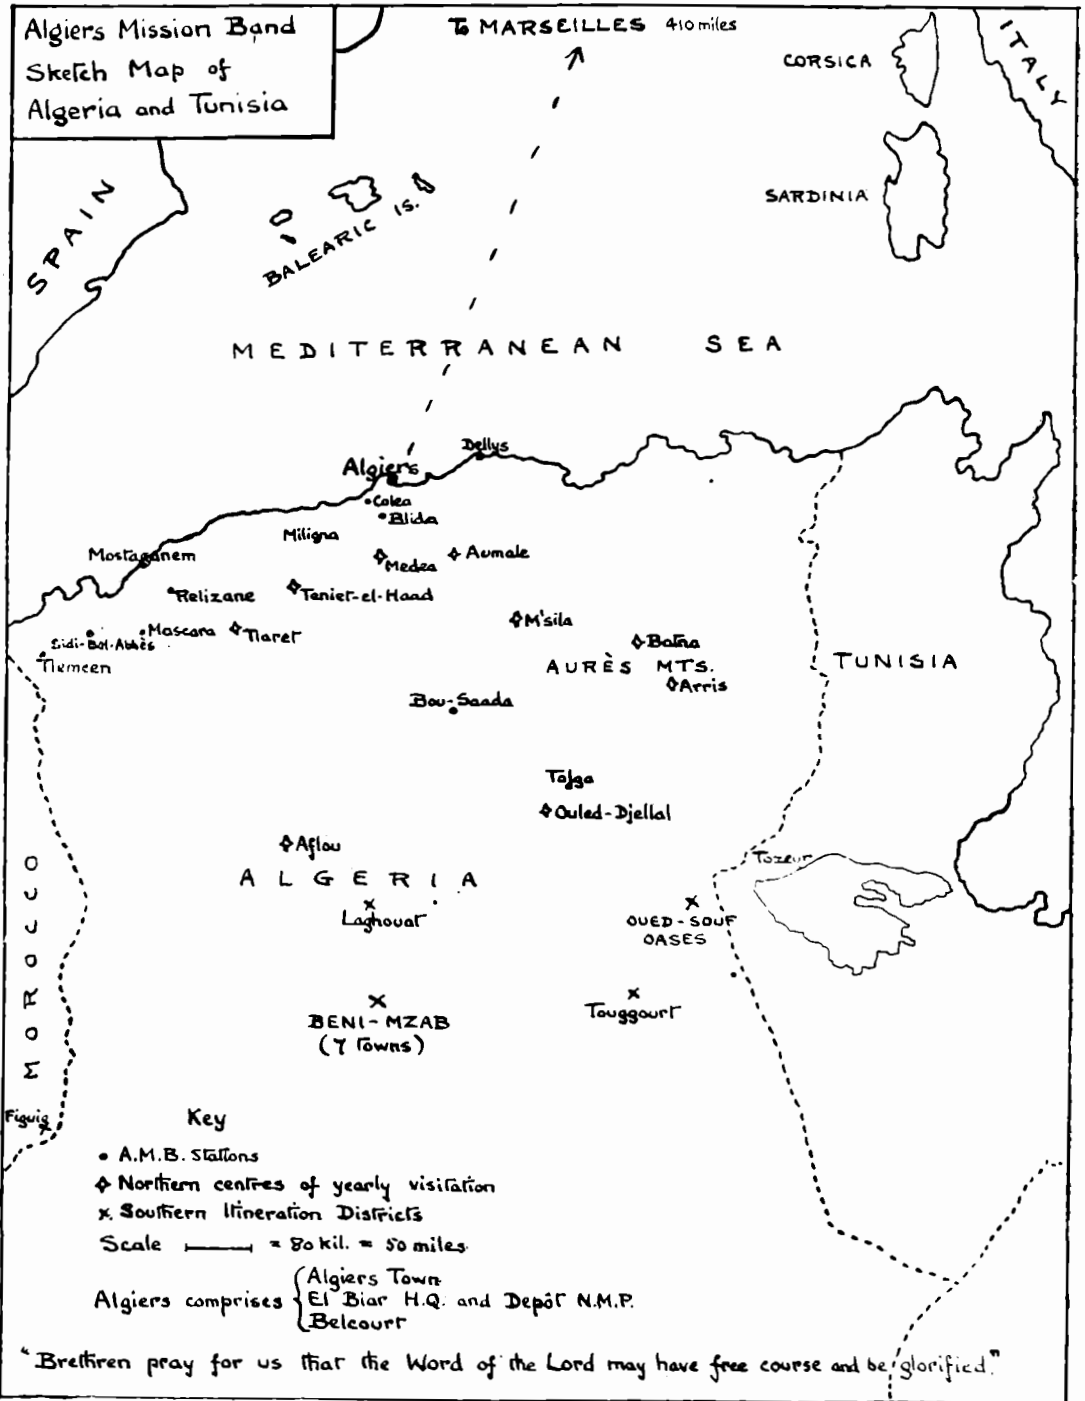 Algiers Mission Band
Sketch Map of
Algeria and Tunisia
To MARSEILLES 410 miles
CORSICA
ITALY
SPAIN
BALEARIC IS.
SARDINIA
MEDITERRANEAN SEA
Dellys
Algiers
Colea
Blida
Miligna
Mostaganem
Medea
Aumale
Relizane
Teniet-el-Haad
M'sila
Mascara
Tiaret
Sidi-Bel-Abbès
Tlemcen
Batna
AURÈS MTS.
TUNISIA
Arris
Bou-Saada
Tolga
Ouled-Djellal
Aflou
Tozeur
ALGERIA
MOROCCO
Laghouat
OUED-SOUF
OASES
BENI-MZAB
(7 Towns)
Touggourt
Figuig
Key
A.M.B. Stations
Northern centres of yearly visitation
x Southern Itineration Districts
Scale = 80 kil. = 50 miles.
Algiers comprises
Algiers Town
El Biar H.Q. and Depôt N.M.P.
Belcourt
"Brethren pray for us that the Word of the Lord may have free course and be glorified."